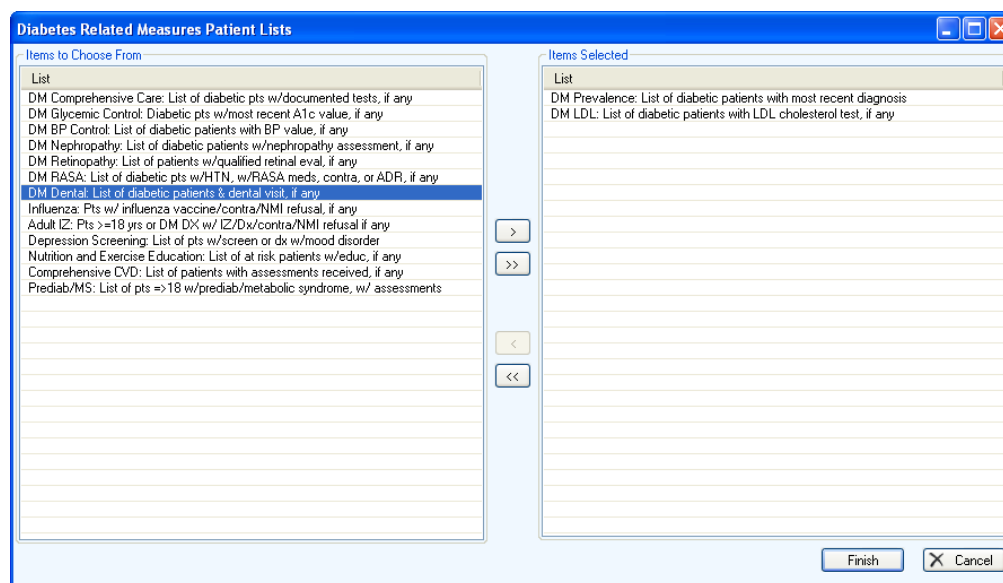 Diabetes Related Measures Patient Lists
Items to Choose From
List
DM Comprehensive Care: List of diabetic pts w/documented tests, if any
DM Glycemic Control: Diabetic pts w/most recent A1c value, if any
DM BP Control: List of diabetic patients with BP value, if any
DM Nephropathy: List of diabetic patients w/nephropathy assessment, if any
DM Retinopathy: List of patients w/qualified retinal eval, if any
DM RASA: List of diabetic pts w/HTN, w/RASA meds, contra, or ADR, if any
DM Dental: List of diabetic patients & dental visit, if any
Influenza: Pts w/ influenza vaccine/contra/NMI refusal, if any
Adult IZ: Pts >=18 yrs or DM DX w/ IZ/Dx/contra/NMI refusal if any
Depression Screening: List of pts w/screen or dx w/mood disorder
Nutrition and Exercise Education: List of at risk patients w/educ, if any
Comprehensive CVD: List of patients with assessments received, if any
Prediab/MS: List of pts =>18 w/prediab/metabolic syndrome, w/ assessments
>
>>
<
<<
Items Selected
List
DM Prevalence: List of diabetic patients with most recent diagnosis
DM LDL: List of diabetic patients with LDL cholesterol test, if any
Finish
Cancel